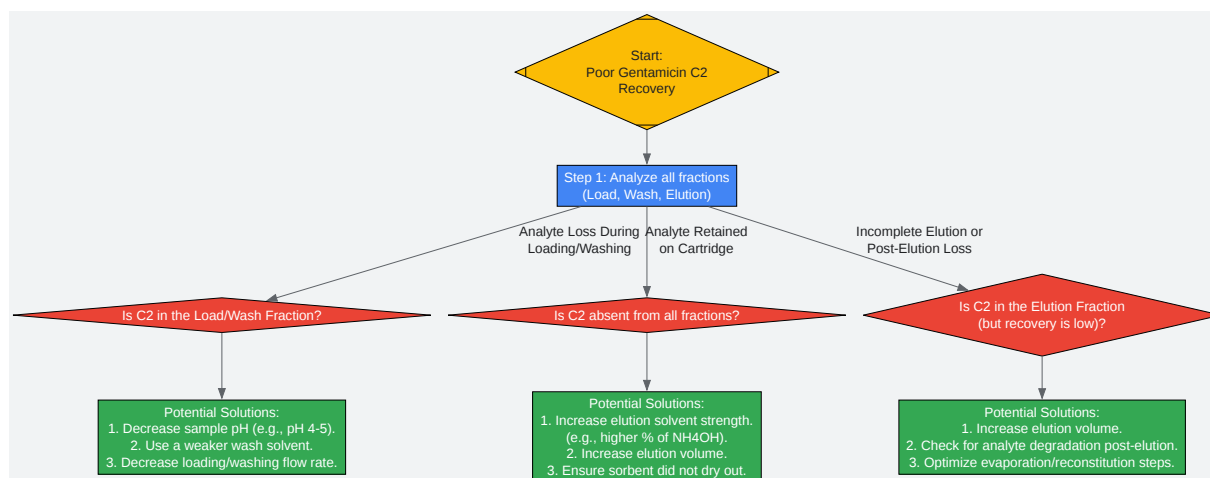 Start:
Poor Gentamicin C2
Recovery
Step 1: Analyze all fractions
(Load, Wash, Elution)
Analyte Loss During
Loading/Washing
Analyte Retained
on Cartridge
Incomplete Elution or
Post-Elution Loss
Is C2 in the Load/Wash Fraction?
Is C2 absent from all fractions?
Is C2 in the Elution Fraction
(but recovery is low)?
Potential Solutions:
1. Decrease sample pH (e.g., pH 4-5).
2. Use a weaker wash solvent.
3. Decrease loading/washing flow rate.
Potential Solutions:
1. Increase elution solvent strength.
(e.g., higher % of NH4OH).
2. Increase elution volume.
3. Ensure sorbent did not dry out.
Potential Solutions:
1. Increase elution volume.
2. Check for analyte degradation post-elution.
3. Optimize evaporation/reconstitution steps.